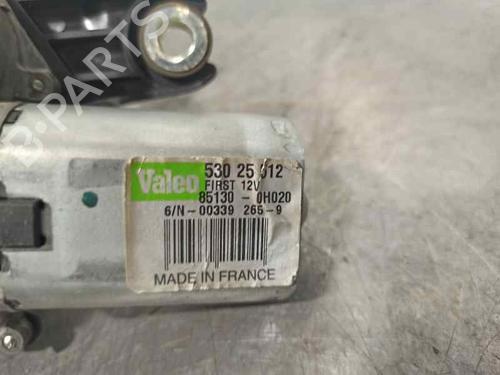 Valeo
530 25 012
FIRST 12V
85130 - 0H020
6/N-00339 265-9
MADE IN FRANCE
B-PARTS